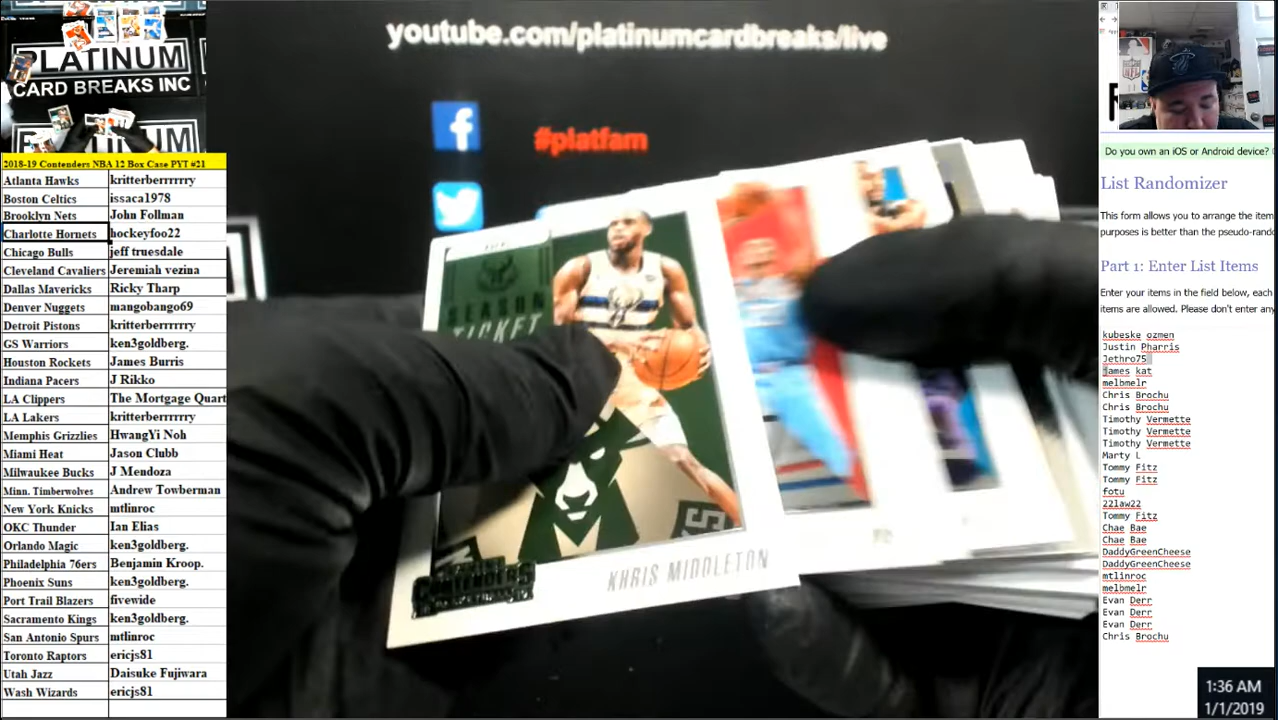 youtube.com/platinumcardbreaks/live
#platfam
PLATINUM
CARD BREAKS INC
2018-19 Contenders NBA 12 Box Case PYT #21
Atlanta Hawks kritterberrrrrry
Boston Celtics issaca1978
Brooklyn Nets John Follman
Charlotte Hornets hockeyfoo22
Chicago Bulls jeff truesdale
Cleveland Cavaliers Jeremiah vezina
Dallas Mavericks Ricky Tharp
Denver Nuggets mangobango69
Detroit Pistons kritterberrrrrry
GS Warriors ken3goldberg.
Houston Rockets James Burris
Indiana Pacers J Rikko
LA Clippers The Mortgage Quart
LA Lakers kritterberrrrrry
Memphis Grizzlies HwangYi Noh
Miami Heat Jason Clubb
Milwaukee Bucks J Mendoza
Minn. Timberwolves Andrew Towberman
New York Knicks mtlinroc
OKC Thunder Ian Elias
Orlando Magic ken3goldberg.
Philadelphia 76ers Benjamin Kroop.
Phoenix Suns ken3goldberg.
Port Trail Blazers fivewide
Sacramento Kings ken3goldberg.
San Antonio Spurs mtlinroc
Toronto Raptors ericjs81
Utah Jazz Daisuke Fujiwara
Wash Wizards ericjs81
SEASON
TICKET
CONTENDERS
KHRIS MIDDLETON
Do you own an iOS or Android device?
List Randomizer
This form allows you to arrange the item
purposes is better than the pseudo-rando
Part 1: Enter List Items
Enter your items in the field below, each
items are allowed. Please don't enter any
kubeske ozmen
Justin Pharris
Jethro75
james kat
melbmelr
Chris Brochu
Chris Brochu
Timothy Vermette
Timothy Vermette
Timothy Vermette
Marty L
Tommy Fitz
Tommy Fitz
fotu
22law22
Tommy Fitz
Chae Bae
Chae Bae
DaddyGreenCheese
DaddyGreenCheese
mtlinroc
melbmelr
Evan Derr
Evan Derr
Evan Derr
Chris Brochu
1:36 AM
1/1/2019